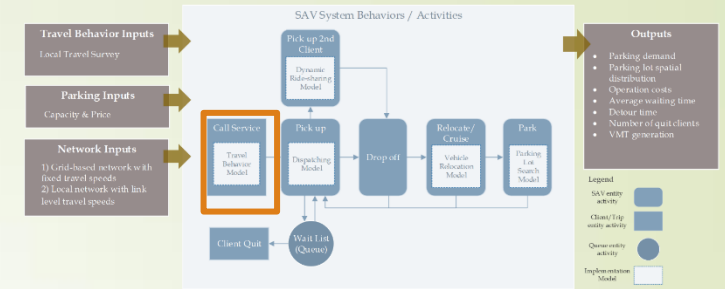 SAV System Behaviors / Activities
Travel Behavior Inputs
Local Travel Survey
Parking Inputs
Capacity & Price
Network Inputs
1) Grid-based network with
fixed travel speeds
2) Local network with link
level travel speeds
Pick up 2nd
Client
Dynamic
Ride-sharing
Model
Call Service
Travel
Behavior
Model
Pick up
Dispatching
Model
Drop off
Relocate/
Cruise
Vehicle
Relocation
Model
Park
Parking
Lot
Search Model
Client Quit
Wait List
(Queue)
Outputs
• Parking demand
• Parking lot spatial
distribution
• Operation costs
• Average waiting time
• Detour time
• Number of quit clients
• VMT generation
Legend
SAV entity
activity
Client/Trip
entity activity
Queue entity
activity
Implementation
Model